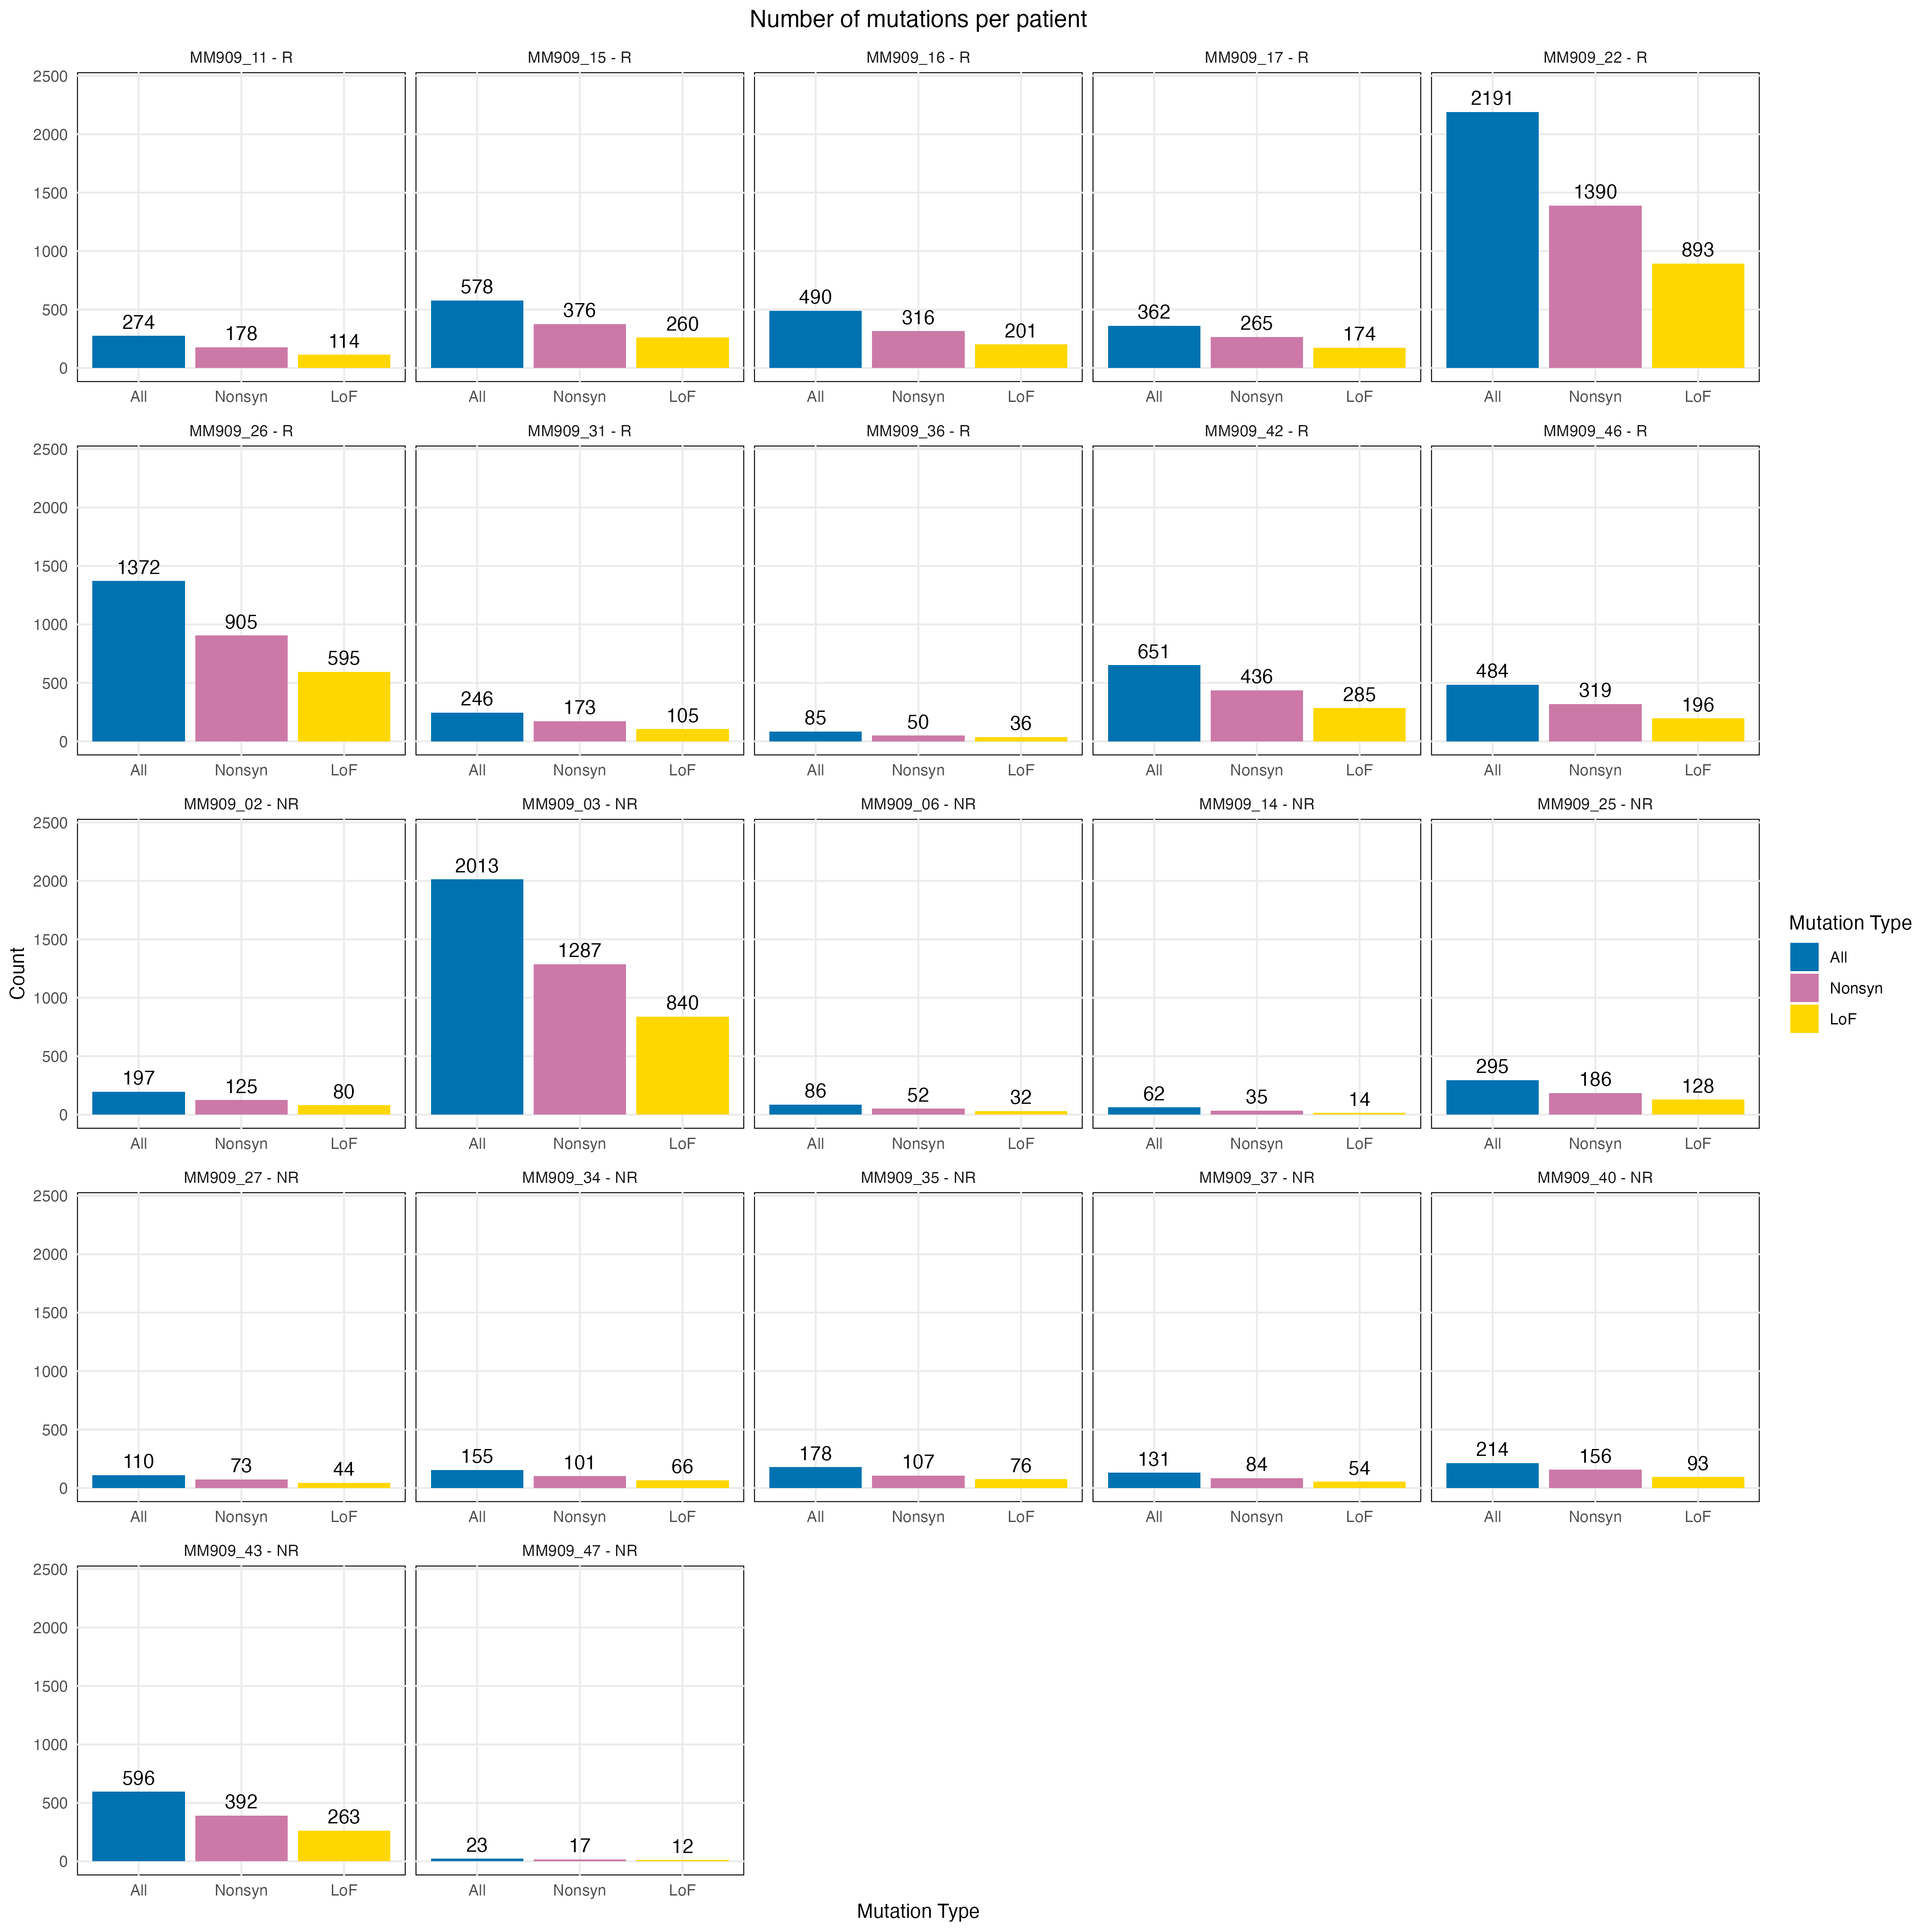 Number of mutations per patient
MM909_11 - R
MM909_15 - R
MM909_16 - R
MM909_17 - R
MM909_22 - R
2500
2000
1500
1000
500
0
274
178
114
578
376
260
490
316
201
362
265
174
2191
1390
893
All Nonsyn LoF
All Nonsyn LoF
All Nonsyn LoF
All Nonsyn LoF
All Nonsyn LoF
MM909_26 - R
MM909_31 - R
MM909_36 - R
MM909_42 - R
MM909_46 - R
2500
2000
1500
1000
500
0
1372
905
595
246
173
105
85
50
36
651
436
285
484
319
196
All Nonsyn LoF
All Nonsyn LoF
All Nonsyn LoF
All Nonsyn LoF
All Nonsyn LoF
MM909_02 - NR
MM909_03 - NR
MM909_06 - NR
MM909_14 - NR
MM909_25 - NR
Count
2500
2000
1500
1000
500
0
197
125
80
2013
1287
840
86
52
32
62
35
14
295
186
128
All Nonsyn LoF
All Nonsyn LoF
All Nonsyn LoF
All Nonsyn LoF
All Nonsyn LoF
Mutation Type
All
Nonsyn
LoF
MM909_27 - NR
MM909_34 - NR
MM909_35 - NR
MM909_37 - NR
MM909_40 - NR
2500
2000
1500
1000
500
0
110
73
44
155
101
66
178
107
76
131
84
54
214
156
93
All Nonsyn LoF
All Nonsyn LoF
All Nonsyn LoF
All Nonsyn LoF
All Nonsyn LoF
MM909_43 - NR
MM909_47 - NR
2500
2000
1500
1000
500
0
596
392
263
23
17
12
All Nonsyn LoF
All Nonsyn LoF
Mutation Type